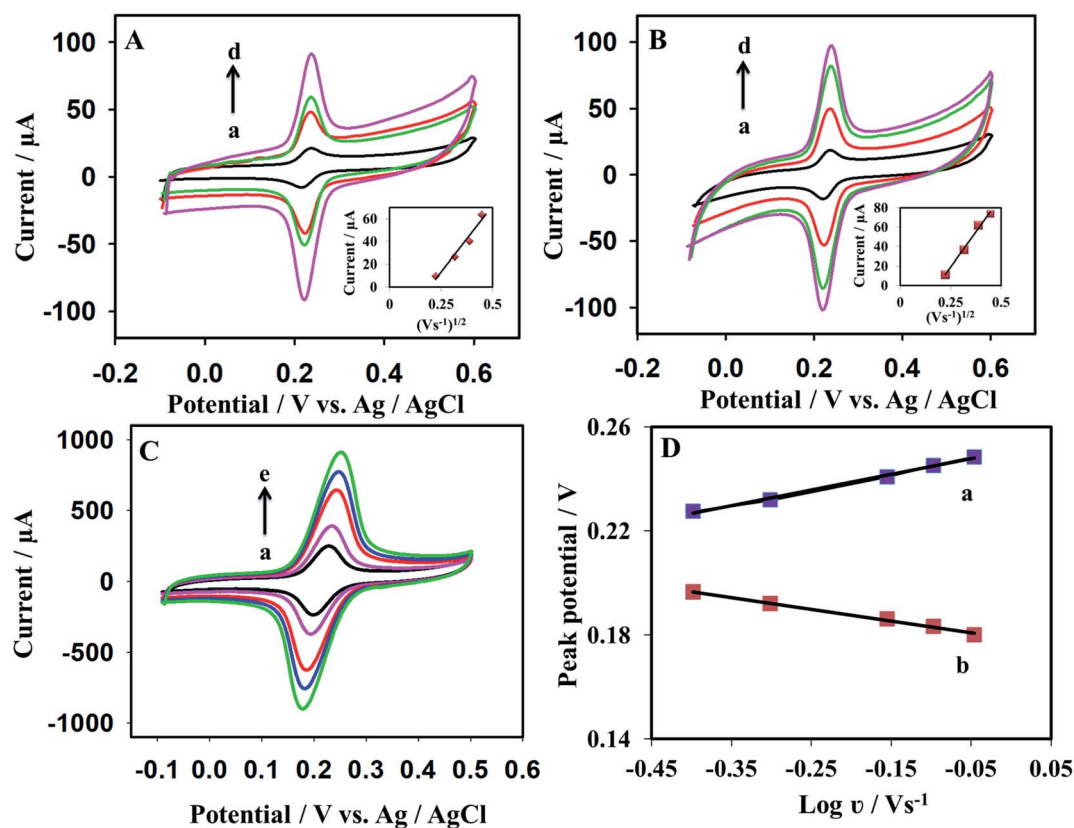 A
d
a
100
50
0
-50
-100
Current / µA
-0.2
0.0
0.2
0.4
0.6
Potential / V vs. Ag / AgCl
Current / µA
60
40
20
0
0
0.25
0.5
(Vs⁻¹)¹/²
B
d
a
100
50
0
-50
-100
Current / µA
-0.2
0.0
0.2
0.4
0.6
Potential / V vs. Ag / AgCl
Current / µA
80
60
40
20
0
0
0.25
0.5
(Vs⁻¹)¹/²
C
e
a
1000
500
0
-500
-1000
Current / µA
-0.1
0.0
0.1
0.2
0.3
0.4
0.5
0.6
Potential / V vs. Ag / AgCl
D
a
b
0.26
0.22
0.18
0.14
Peak potential / V
-0.45
-0.35
-0.25
-0.15
-0.05
0.05
Log υ / Vs⁻¹